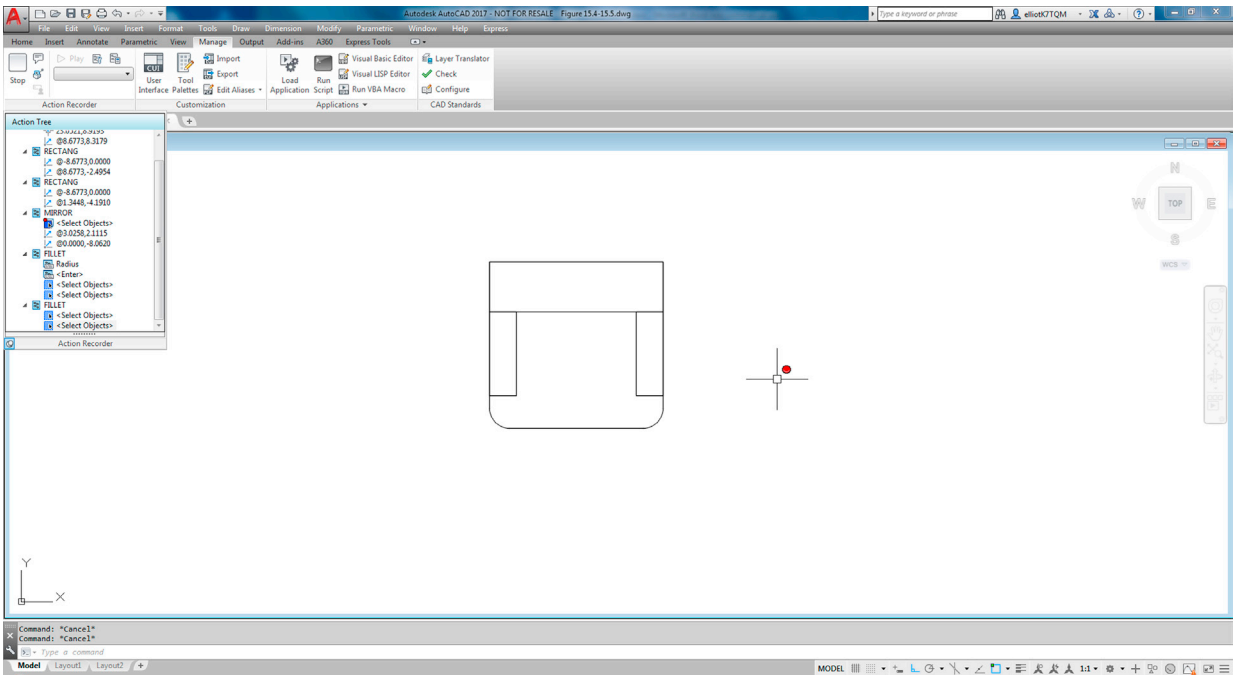 Autodesk AutoCAD 2017 - NOT FOR RESALE Figure 15.4-15.5.dwg
Type a keyword or phrase
elliotK7TQM
File Edit View Insert Format Tools Draw Dimension Modify Parametric Window Help Express
Home Insert Annotate Parametric View Manage Output Add-ins A360 Express Tools
Play
Import
Visual Basic Editor
Layer Translator
Export
Visual LISP Editor
Check
Stop
User Interface
Tool Palettes
Edit Aliases
Load Application
Run Script
Run VBA Macro
Configure
Action Recorder
Customization
Applications
CAD Standards
Action Tree
@8.6773,8.3179
RECTANG
@-8.6773,0.0000
@8.6773,-2.4954
RECTANG
@-8.6773,0.0000
@1.3448,-4.1910
MIRROR
<Select Objects>
@3.0258,2.1115
@0.0000,-8.0620
FILLET
Radius
<Enter>
<Select Objects>
<Select Objects>
FILLET
<Select Objects>
<Select Objects>
Action Recorder
N
W TOP E
S
WCS
Y
X
Command: *Cancel*
Command: *Cancel*
Type a command
Model Layout1 Layout2 +
MODEL
1:1